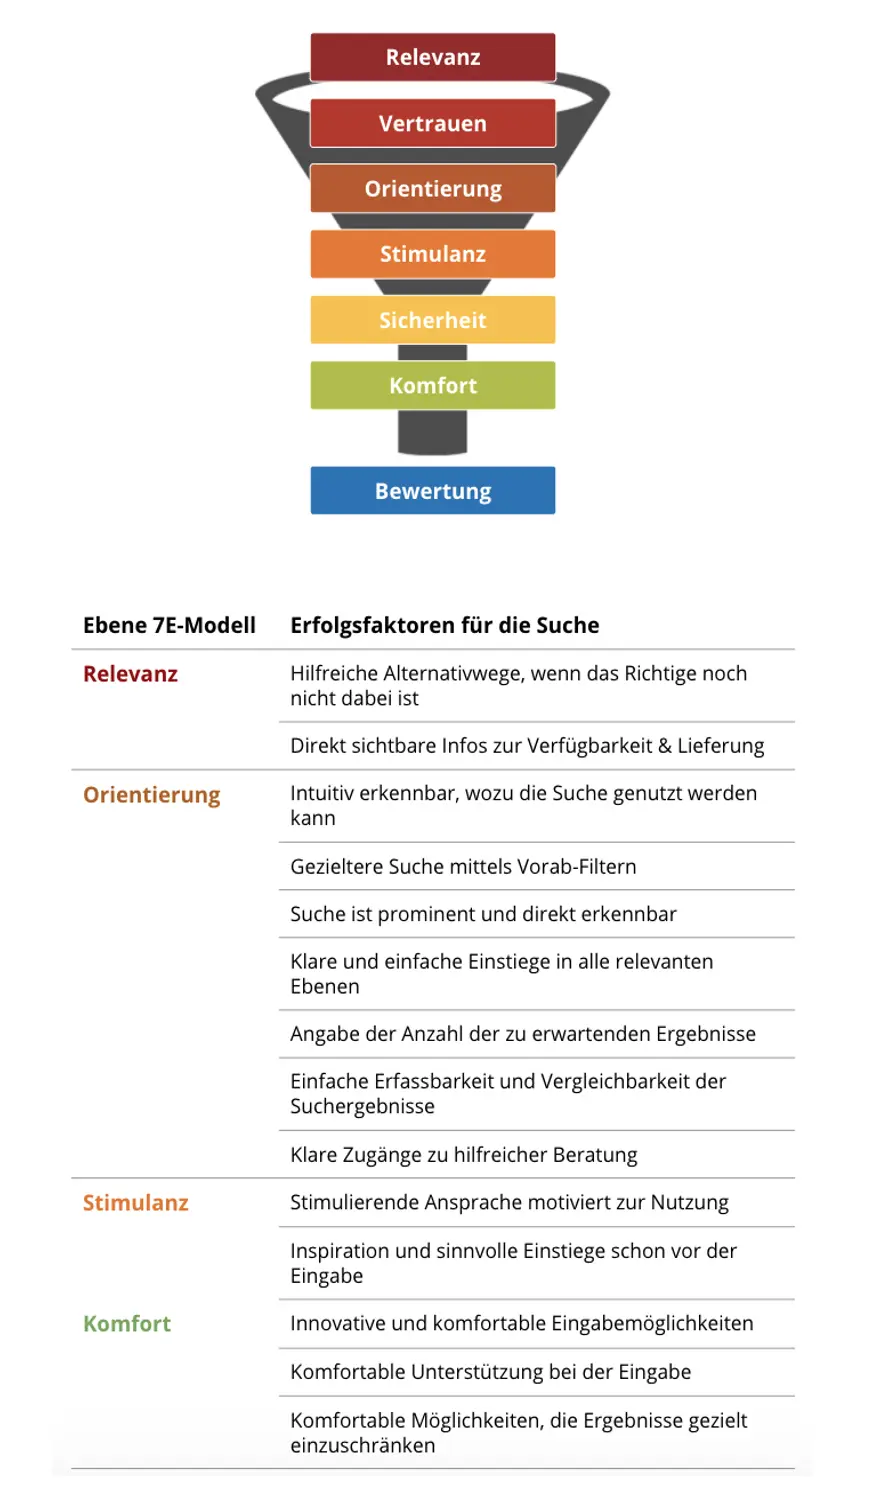 Relevanz
Vertrauen
Orientierung
Stimulanz
Sicherheit
Komfort
Bewertung
Ebene 7E-Modell
Erfolgsfaktoren für die Suche
Relevanz
Hilfreiche Alternativwege, wenn das Richtige noch
nicht dabei ist
Direkt sichtbare Infos zur Verfügbarkeit & Lieferung
Orientierung
Intuitiv erkennbar, wozu die Suche genutzt werden
kann
Gezieltere Suche mittels Vorab-Filtern
Suche ist prominent und direkt erkennbar
Klare und einfache Einstiege in alle relevanten
Ebenen
Angabe der Anzahl der zu erwartenden Ergebnisse
Einfache Erfassbarkeit und Vergleichbarkeit der
Suchergebnisse
Klare Zugänge zu hilfreicher Beratung
Stimulanz
Stimulierende Ansprache motiviert zur Nutzung
Inspiration und sinnvolle Einstiege schon vor der
Eingabe
Komfort
Innovative und komfortable Eingabemöglichkeiten
Komfortable Unterstützung bei der Eingabe
Komfortable Möglichkeiten, die Ergebnisse gezielt
einzuschränken